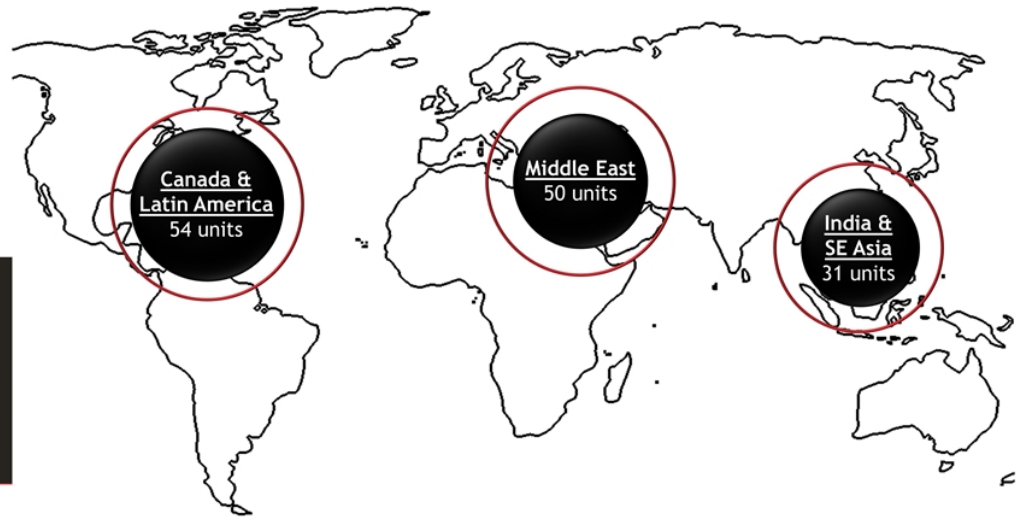 Canada &
Latin America
54 units
Middle East
50 units
India &
SE Asia
31 units